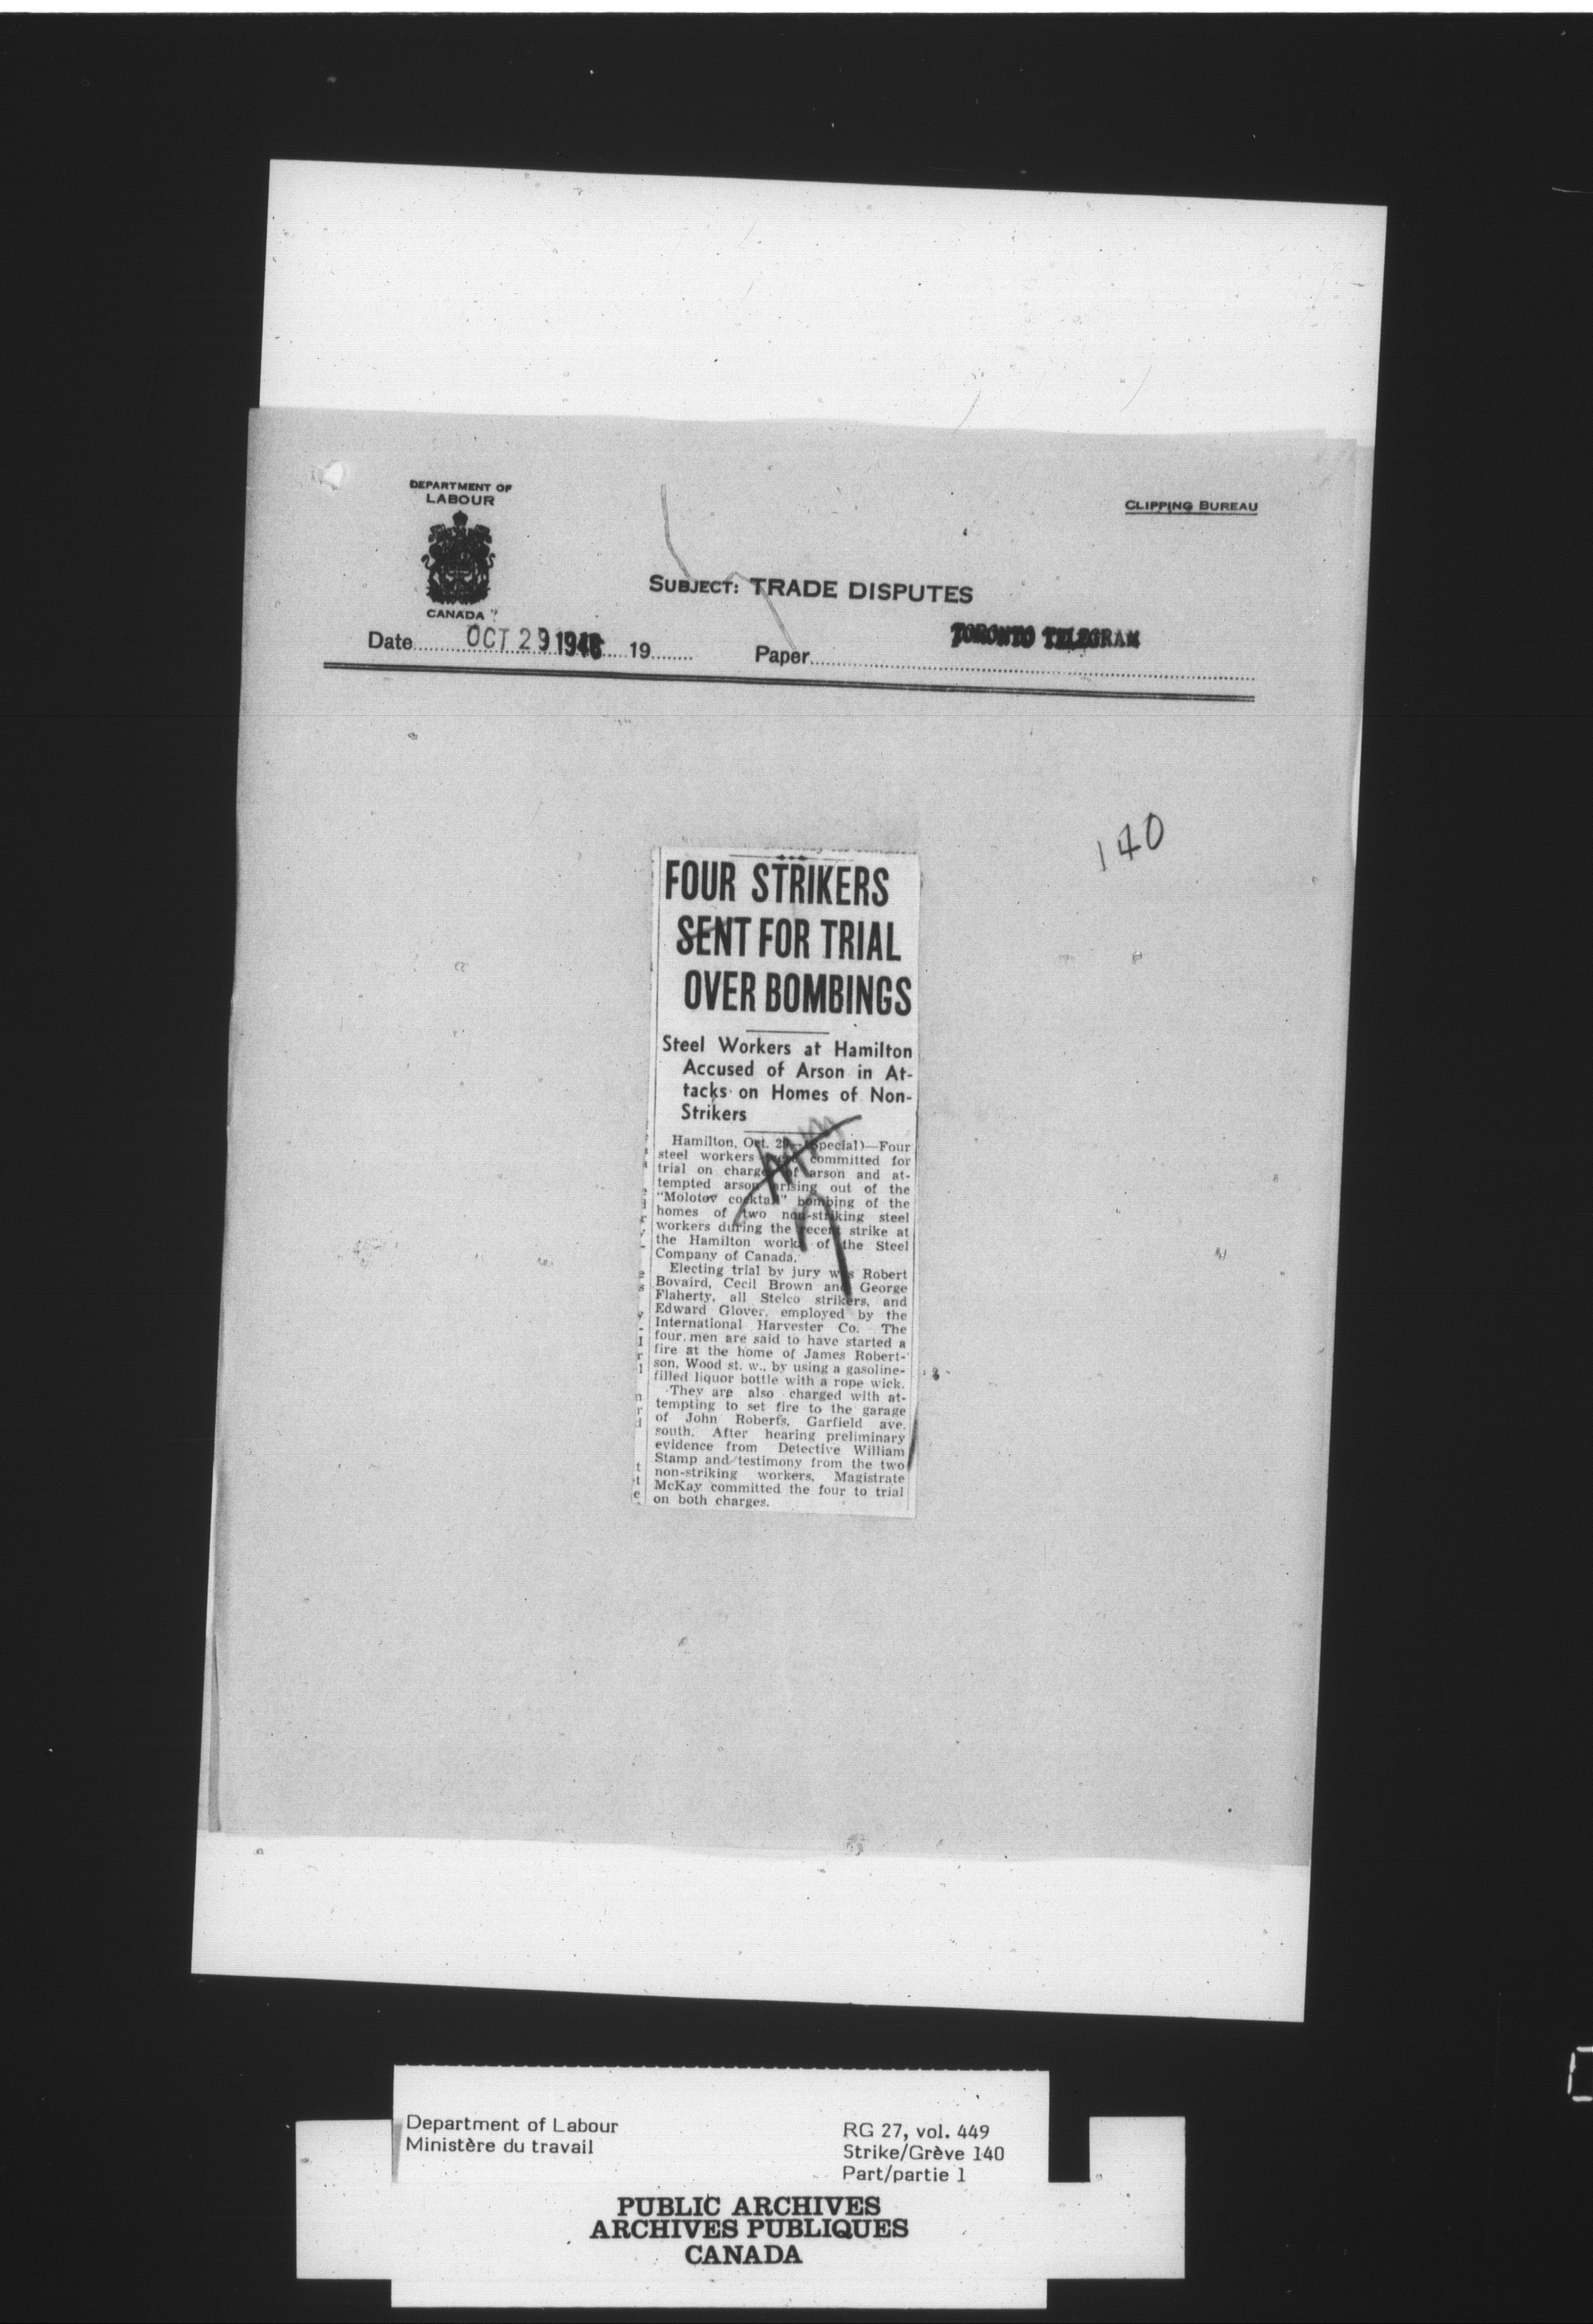 DEPARTMENT OF
LABOUR
CANADA
CLIPPING BUREAU
SUBJECT: TRADE DISPUTES
Date OCT 29 1946 19
Paper TORONTO TELEGRAM
140
FOUR STRIKERS
SENT FOR TRIAL
OVER BOMBINGS
Steel Workers at Hamilton
Accused of Arson in At-
tacks on Homes of Non-
Strikers
Hamilton, Oct. (Special)—Four
steel workers committed for
trial on charges of arson and at-
tempted arson arising out of the
"Molotov cocktail" bombing of the
homes of two non-striking steel
workers during the recent strike at
the Hamilton works of the Steel
Company of Canada.
Electing trial by jury was Robert
Bovaird, Cecil Brown and George
Flaherty, all Stelco strikers, and
Edward Glover, employed by the
International Harvester Co. The
four men are said to have started a
fire at the home of James Robert-
son, Wood st. w., by using a gasoline-
filled liquor bottle with a rope wick.
They are also charged with at-
tempting to set fire to the garage
of John Roberts, Garfield ave.
south. After hearing preliminary
evidence from Detective William
Stamp and testimony from the two
non-striking workers, Magistrate
McKay committed the four to trial
on both charges.
Department of Labour
Ministère du travail
RG 27, vol. 449
Strike/Grève 140
Part/partie 1
PUBLIC ARCHIVES
ARCHIVES PUBLIQUES
CANADA